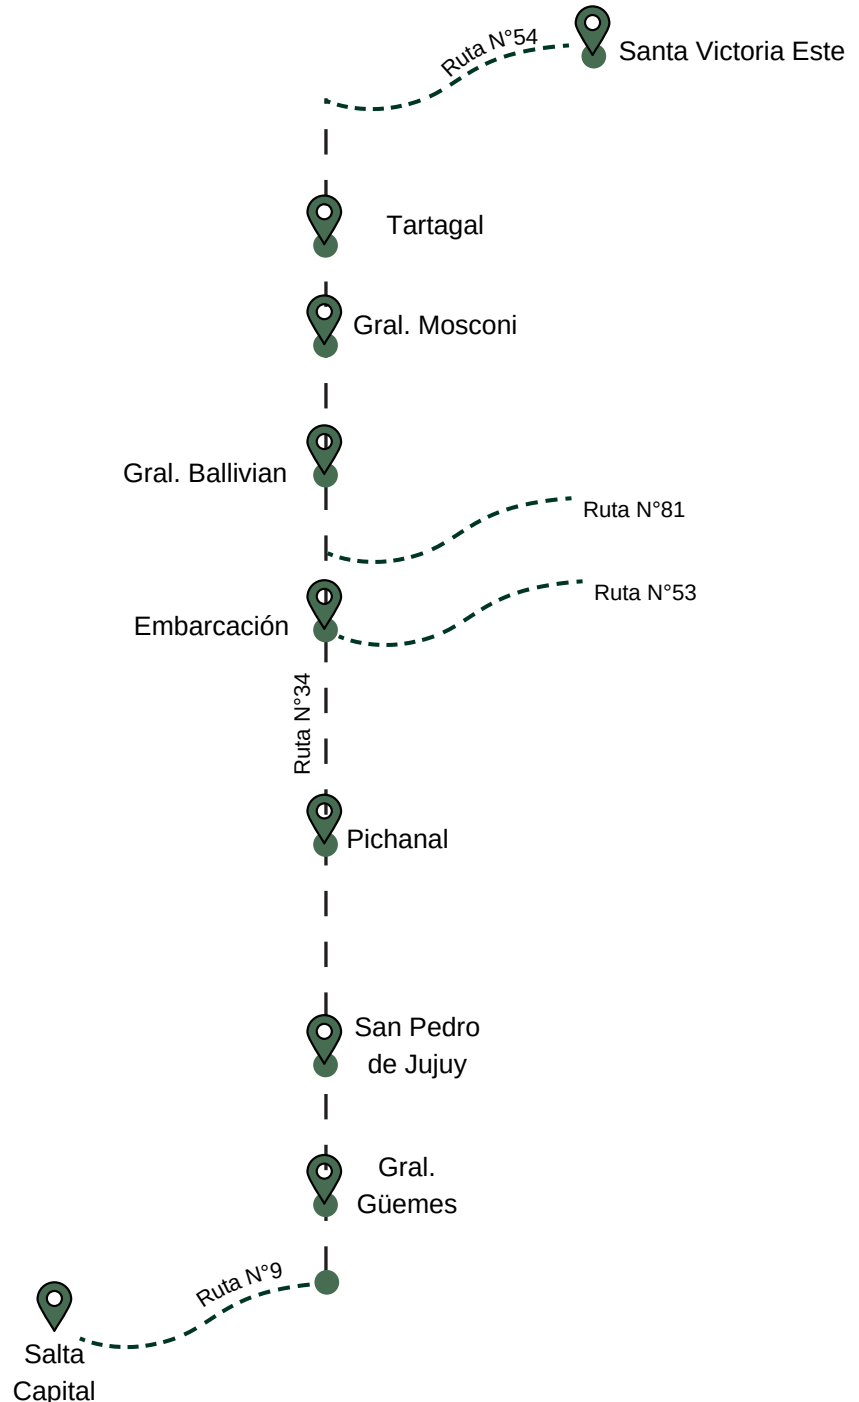 Ruta N°54
Santa Victoria Este
Tartagal
Gral. Mosconi
Gral. Ballivian
Ruta N°81
Ruta N°53
Embarcación
Ruta N°34
Pichanal
San Pedro
de Jujuy
Gral.
Güemes
Ruta N°9
Salta
Capital